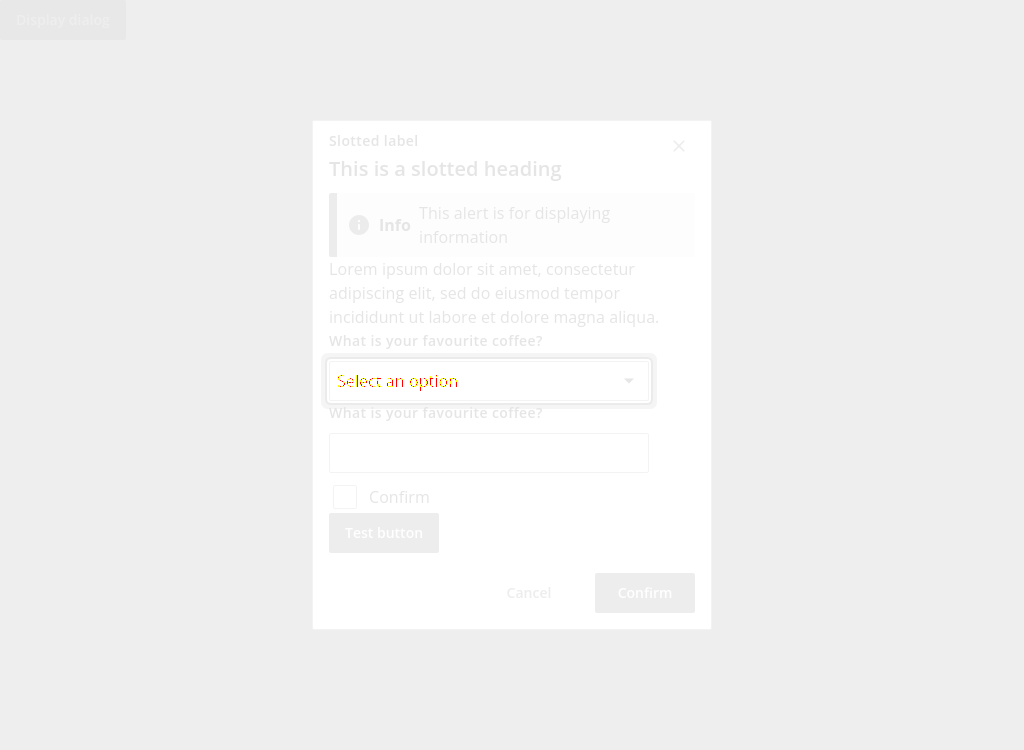 Display dialog
Slotted label
This is a slotted heading
Info
This alert is for displaying
information
Lorem ipsum dolor sit amet, consectetur
adipiscing elit, sed do eiusmod tempor
incididunt ut labore et dolore magna aliqua.
What is your favourite coffee?
Select an option
What is your favourite coffee?
Confirm
Test button
Cancel
Confirm